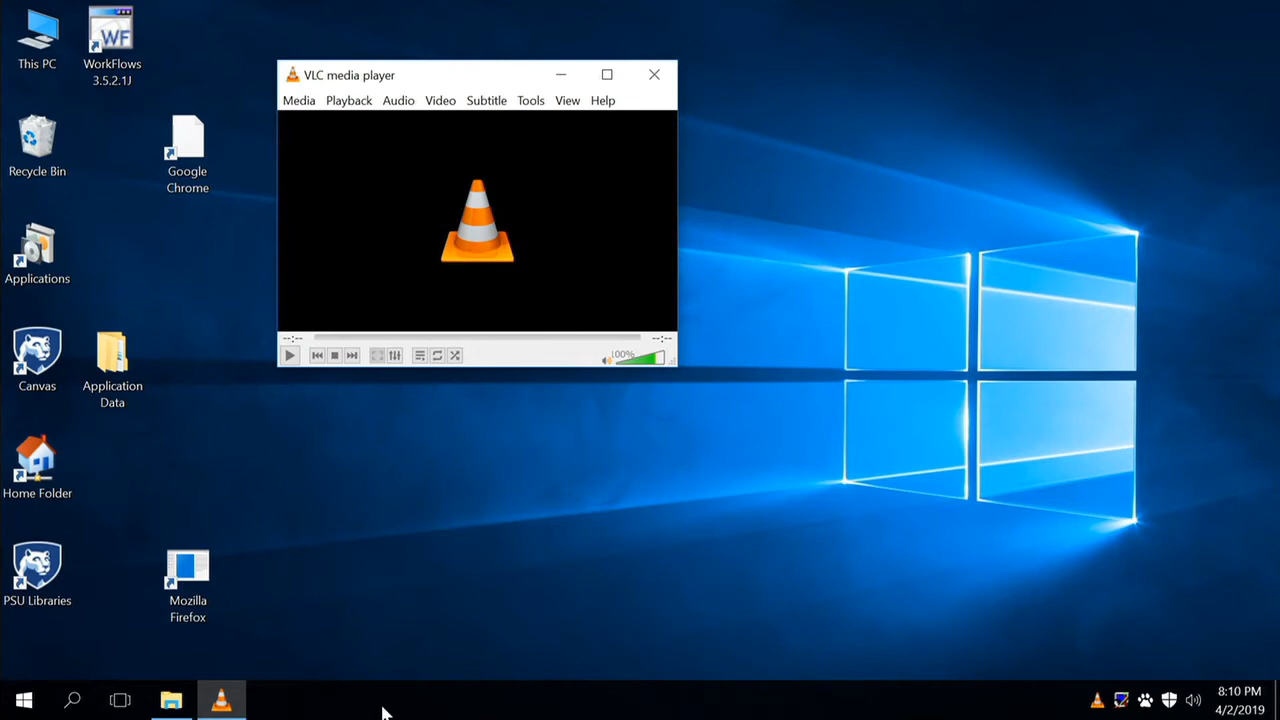 This PC
WF
WorkFlows
3.5.2.1J
Recycle Bin
Google
Chrome
Applications
Canvas
Application
Data
Home Folder
PSU Libraries
Mozilla
Firefox
VLC media player
Media Playback Audio Video Subtitle Tools View Help
--:-- --:--
100%
8:10 PM
4/2/2019